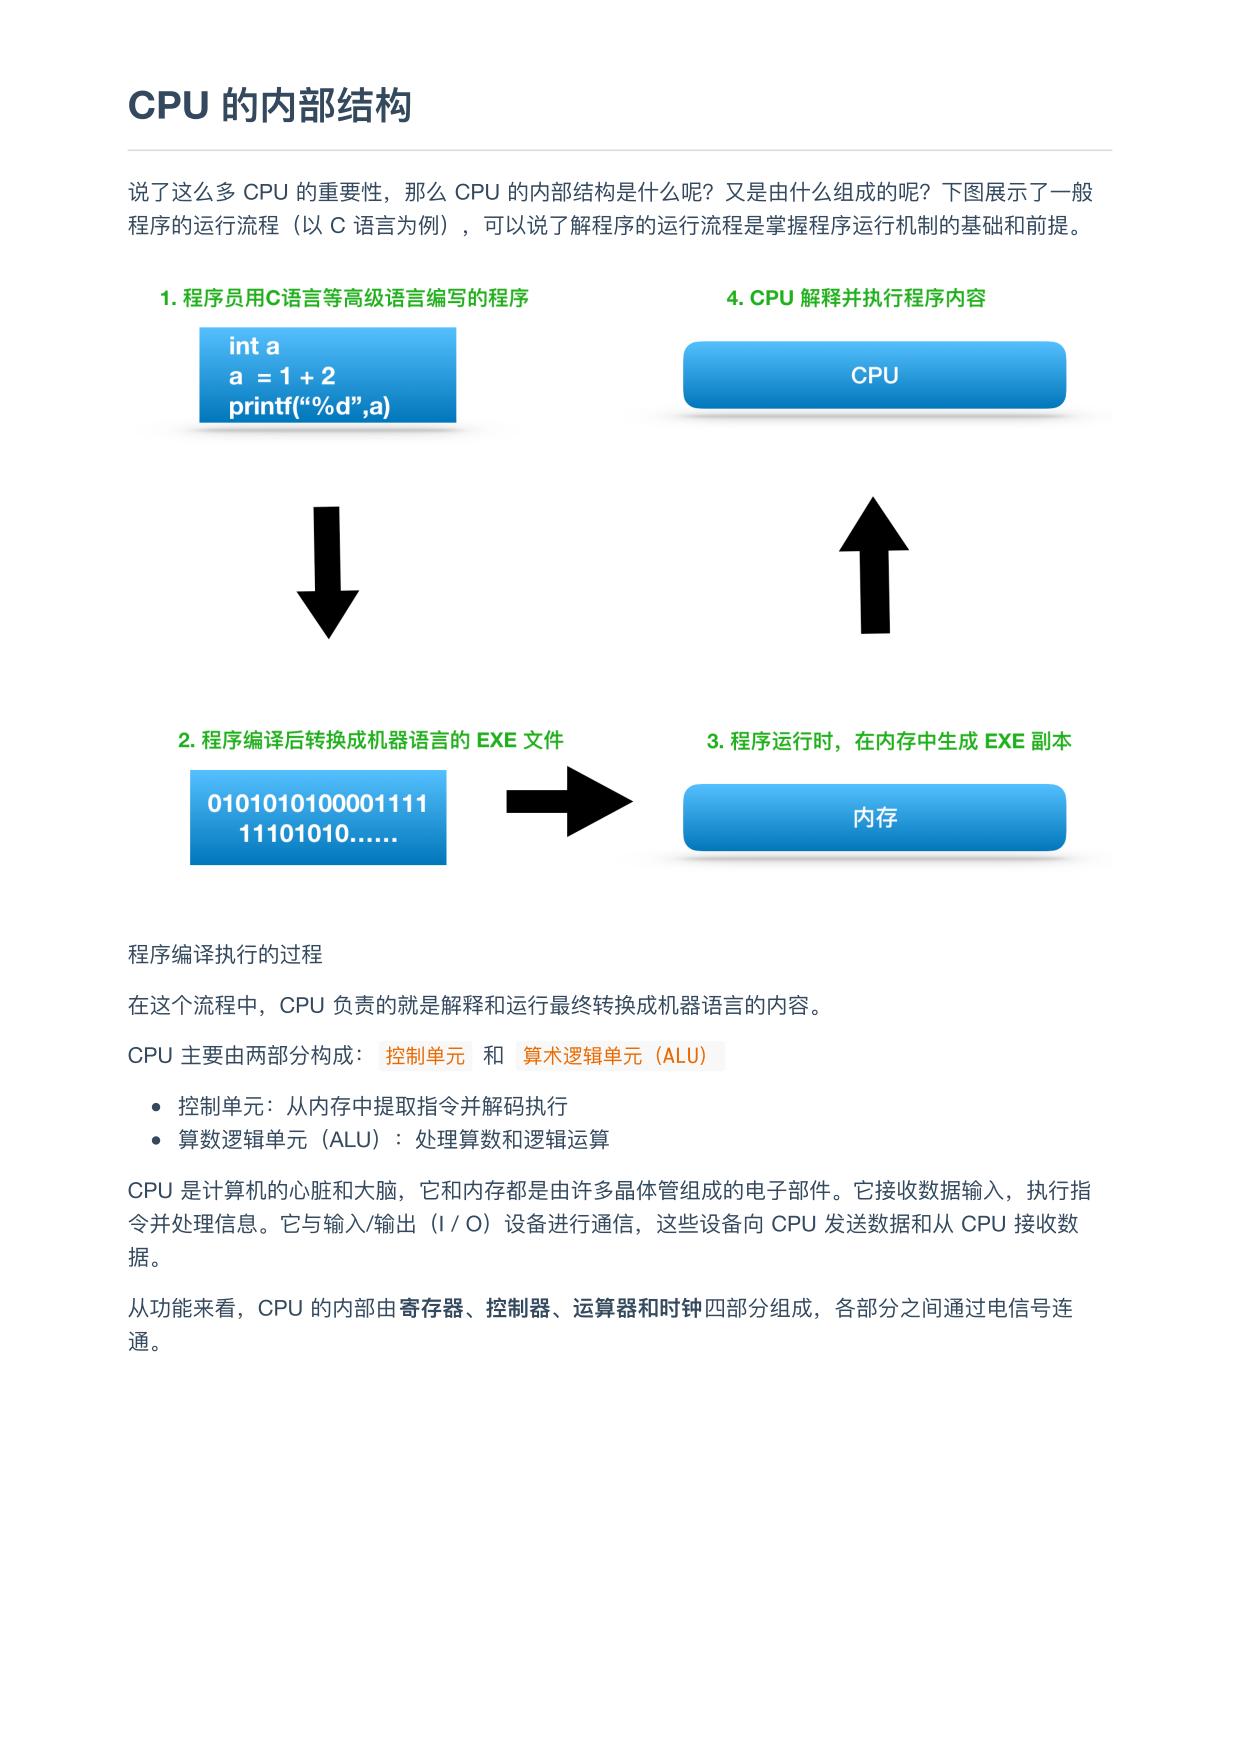 CPU 的内部结构
说了这么多 CPU 的重要性，那么 CPU 的内部结构是什么呢？又是由什么组成的呢？下图展示了一般
程序的运行流程（以 C 语言为例），可以说了解程序的运行流程是掌握程序运行机制的基础和前提。
1. 程序员用C语言等高级语言编写的程序
int a
a = 1 + 2
printf(“%d”,a)
4. CPU 解释并执行程序内容
CPU
2. 程序编译后转换成机器语言的 EXE 文件
0101010100001111
11101010……
3. 程序运行时，在内存中生成 EXE 副本
内存
程序编译执行的过程
在这个流程中，CPU 负责的就是解释和运行最终转换成机器语言的内容。
CPU 主要由两部分构成： 控制单元 和 算术逻辑单元（ALU）
• 控制单元：从内存中提取指令并解码执行
• 算数逻辑单元（ALU）：处理算数和逻辑运算
CPU 是计算机的心脏和大脑，它和内存都是由许多晶体管组成的电子部件。它接收数据输入，执行指
令并处理信息。它与输入/输出（I / O）设备进行通信，这些设备向 CPU 发送数据和从 CPU 接收数
据。
从功能来看，CPU 的内部由寄存器、控制器、运算器和时钟四部分组成，各部分之间通过电信号连
通。